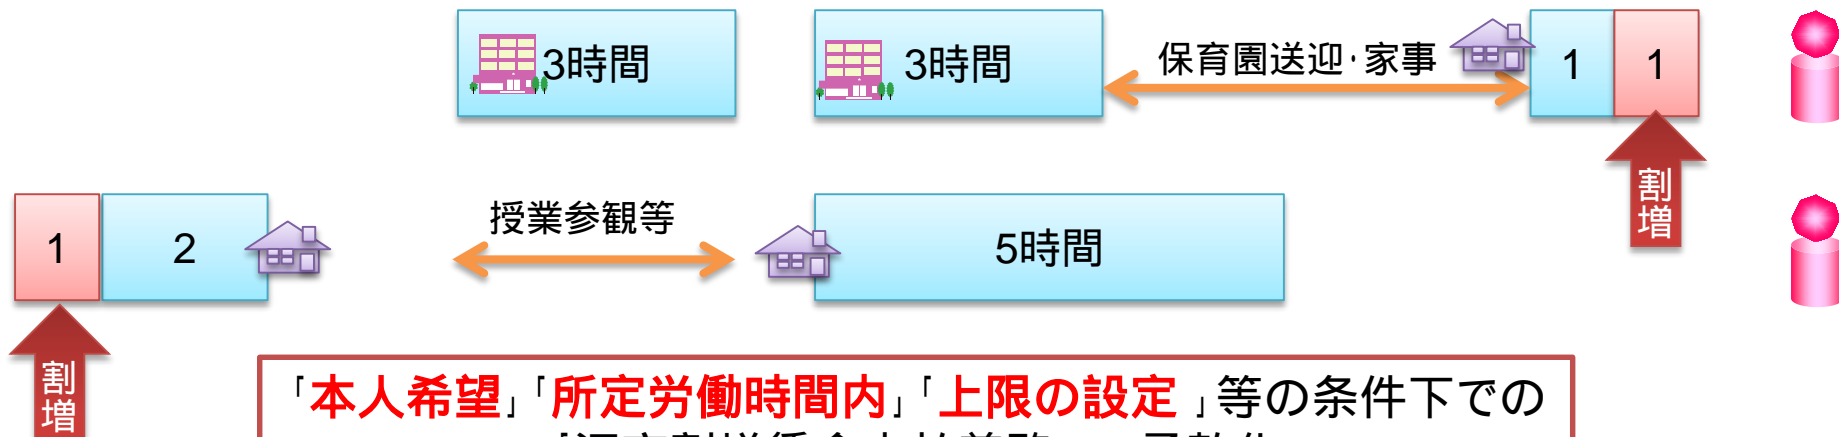 3時間
3時間
保育園送迎・家事
1
1
割増
1
2
授業参観等
5時間
割増
「本人希望」「所定労働時間内」「上限の設定 」等の条件下での